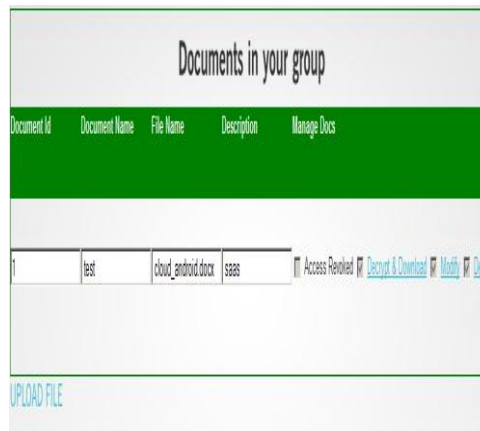 Documents in your group
Document Id Document Name File Name Description Manage Docs
1 test cloud_android.docx saas Access Revoked Decrypt & Download Modify
UPLOAD FILE